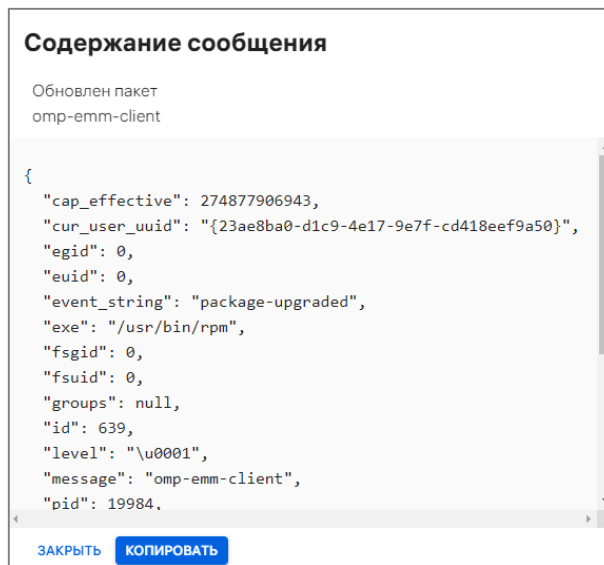 Содержание сообщения
Обновлен пакет
omp-emm-client
{
"cap_effective": 274877906943,
"cur_user_uuid": "{23ae8ba0-d1c9-4e17-9e7f-cd418eef9a50}",
"egid": 0,
"euid": 0,
"event_string": "package-upgraded",
"exe": "/usr/bin/rpm",
"fsgid": 0,
"fsuid": 0,
"groups": null,
"id": 639,
"level": "\u0001",
"message": "omp-emm-client",
"pid": 19984,
ЗАКРЫТЬ КОПИРОВАТЬ